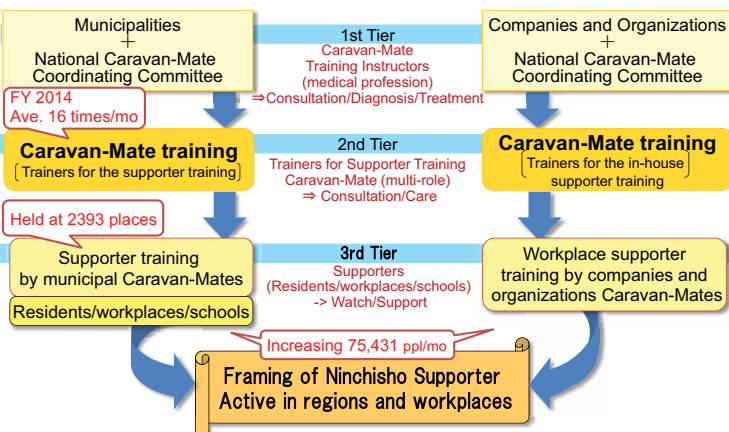 Municipalities
+
National Caravan-Mate
Coordinating Committee
1st Tier
Caravan-Mate
Training Instructors
(medical profession)
⇒Consultation/Diagnosis/Treatment
Companies and Organizations
+
National Caravan-Mate
Coordinating Committee
FY 2014
Ave. 16 times/mo
Caravan-Mate training
(Trainers for the supporter training)
2nd Tier
Trainers for Supporter Training
Caravan-Mate (multi-role)
⇒ Consultation/Care
Caravan-Mate training
(Trainers for the in-house
supporter training)
Held at 2393 places
Supporter training
by municipal Caravan-Mates
Residents/workplaces/schools
3rd Tier
Supporters
(Residents/workplaces/schools)
-> Watch/Support
Workplace supporter
training by companies and
organizations Caravan-Mates
Increasing 75,431 ppl/mo
Framing of Ninchisho Supporter
Active in regions and workplaces